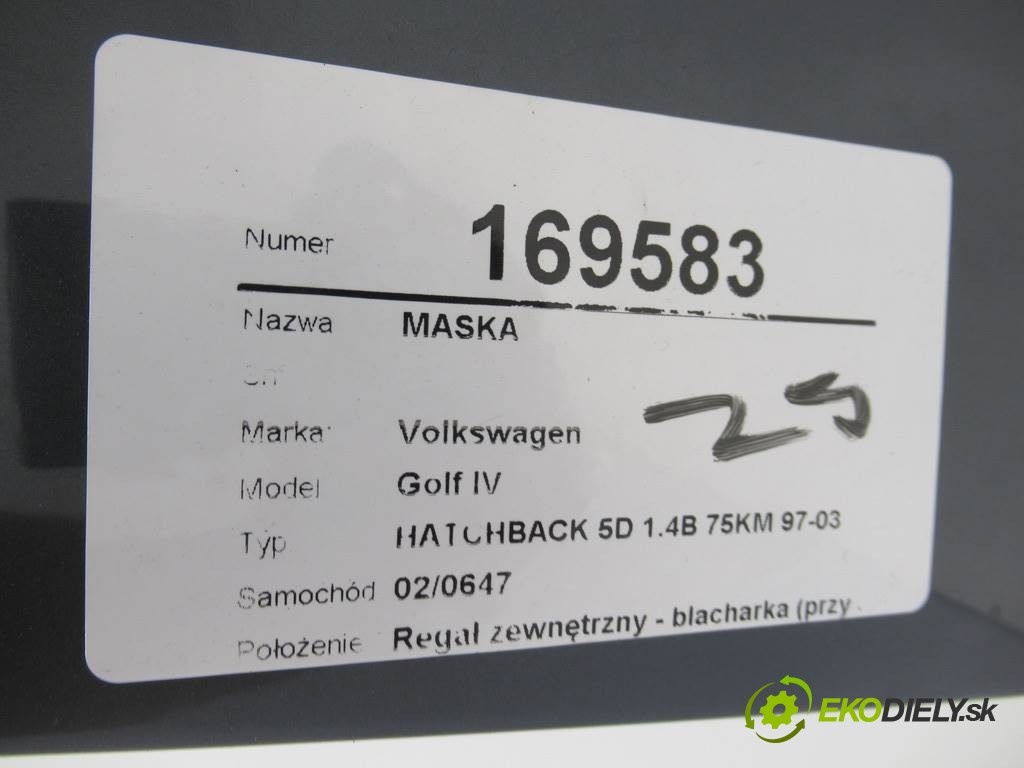 Numer 169583
Nazwa MASKA
Marka Volkswagen
25
Model Golf IV
Typ HATCHBACK 5D 1.4B 75KM 97-03
Samochód 02/0647
Położenie Regał zewnętrzny - blacharka (przy
EKODIELY.sk